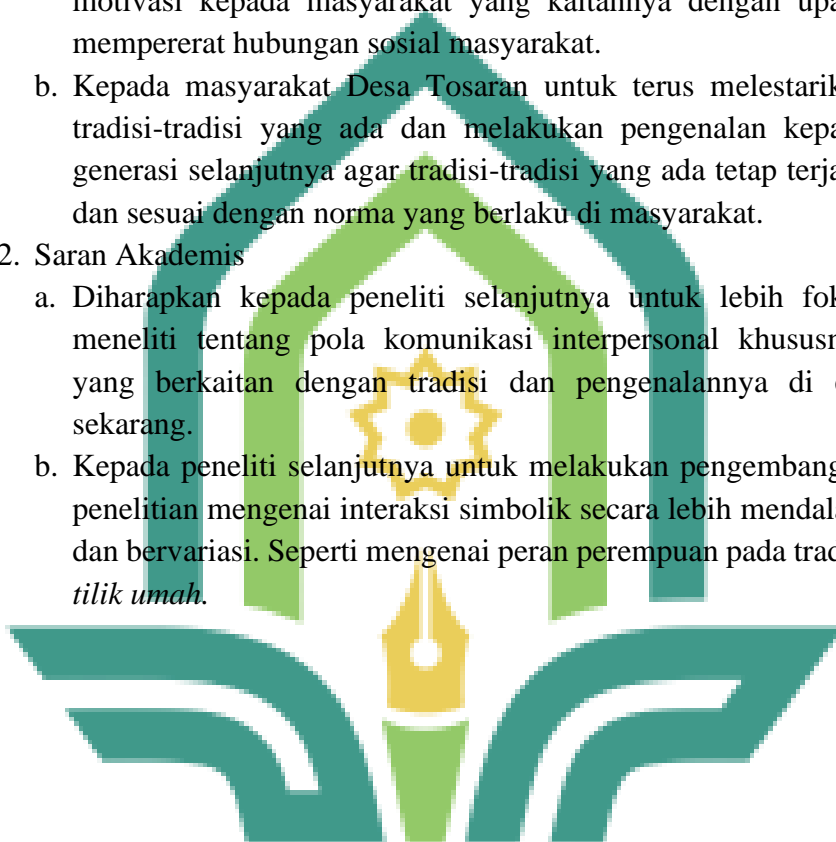 motivasi kepada masyarakat yang kaitannya dengan upa
mempererat hubungan sosial masyarakat.
b. Kepada masyarakat Desa Tosaran untuk terus melestarik
tradisi-tradisi yang ada dan melakukan pengenalan kepa
generasi selanjutnya agar tradisi-tradisi yang ada tetap terja
dan sesuai dengan norma yang berlaku di masyarakat.
2. Saran Akademis
a. Diharapkan kepada peneliti selanjutnya untuk lebih fok
meneliti tentang pola komunikasi interpersonal khususn
yang berkaitan dengan tradisi dan pengenalannya di
sekarang.
b. Kepada peneliti selanjutnya untuk melakukan pengembang
penelitian mengenai interaksi simbolik secara lebih mendala
dan bervariasi. Seperti mengenai peran perempuan pada trad
tilik umah.